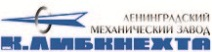 ЛЕНИНГРАДСКИЙ
МЕХАНИЧЕСКИЙ ЗАВОД
К.ЛИБКНЕХТА